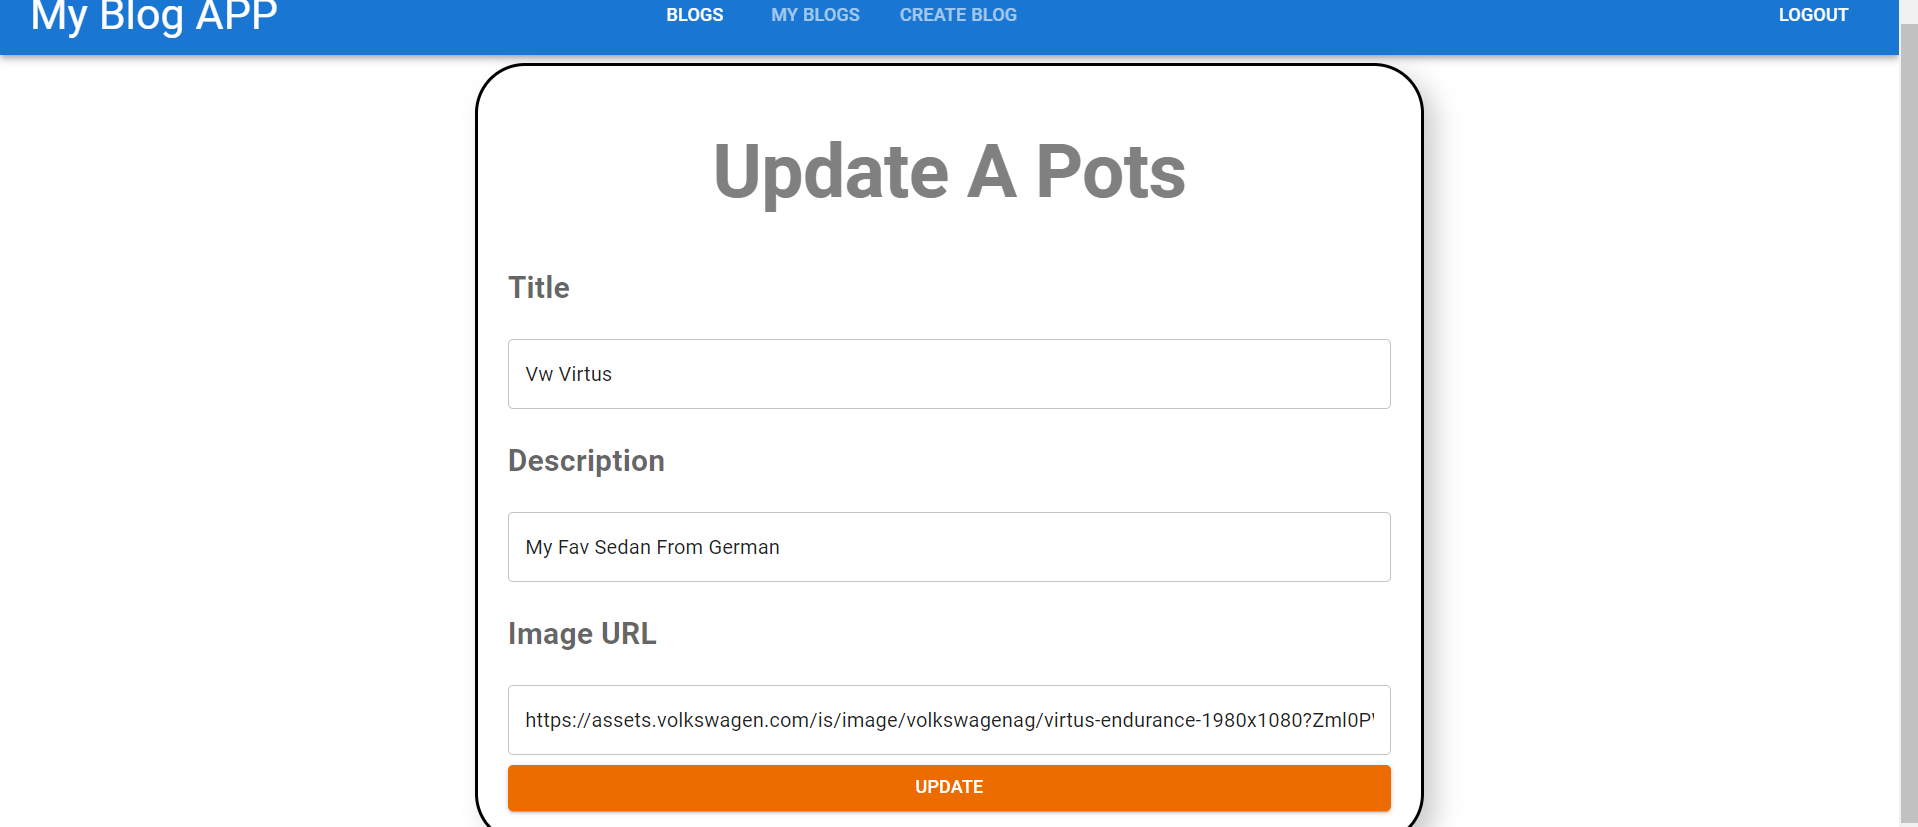 My Blog APP BLOGS MY BLOGS CREATE BLOG LOGOUT
Update A Pots
Title
Vw Virtus
Description
My Fav Sedan From German
Image URL
https://assets.volkswagen.com/is/image/volkswagenag/virtus-endurance-1980x1080?Zml0P
UPDATE